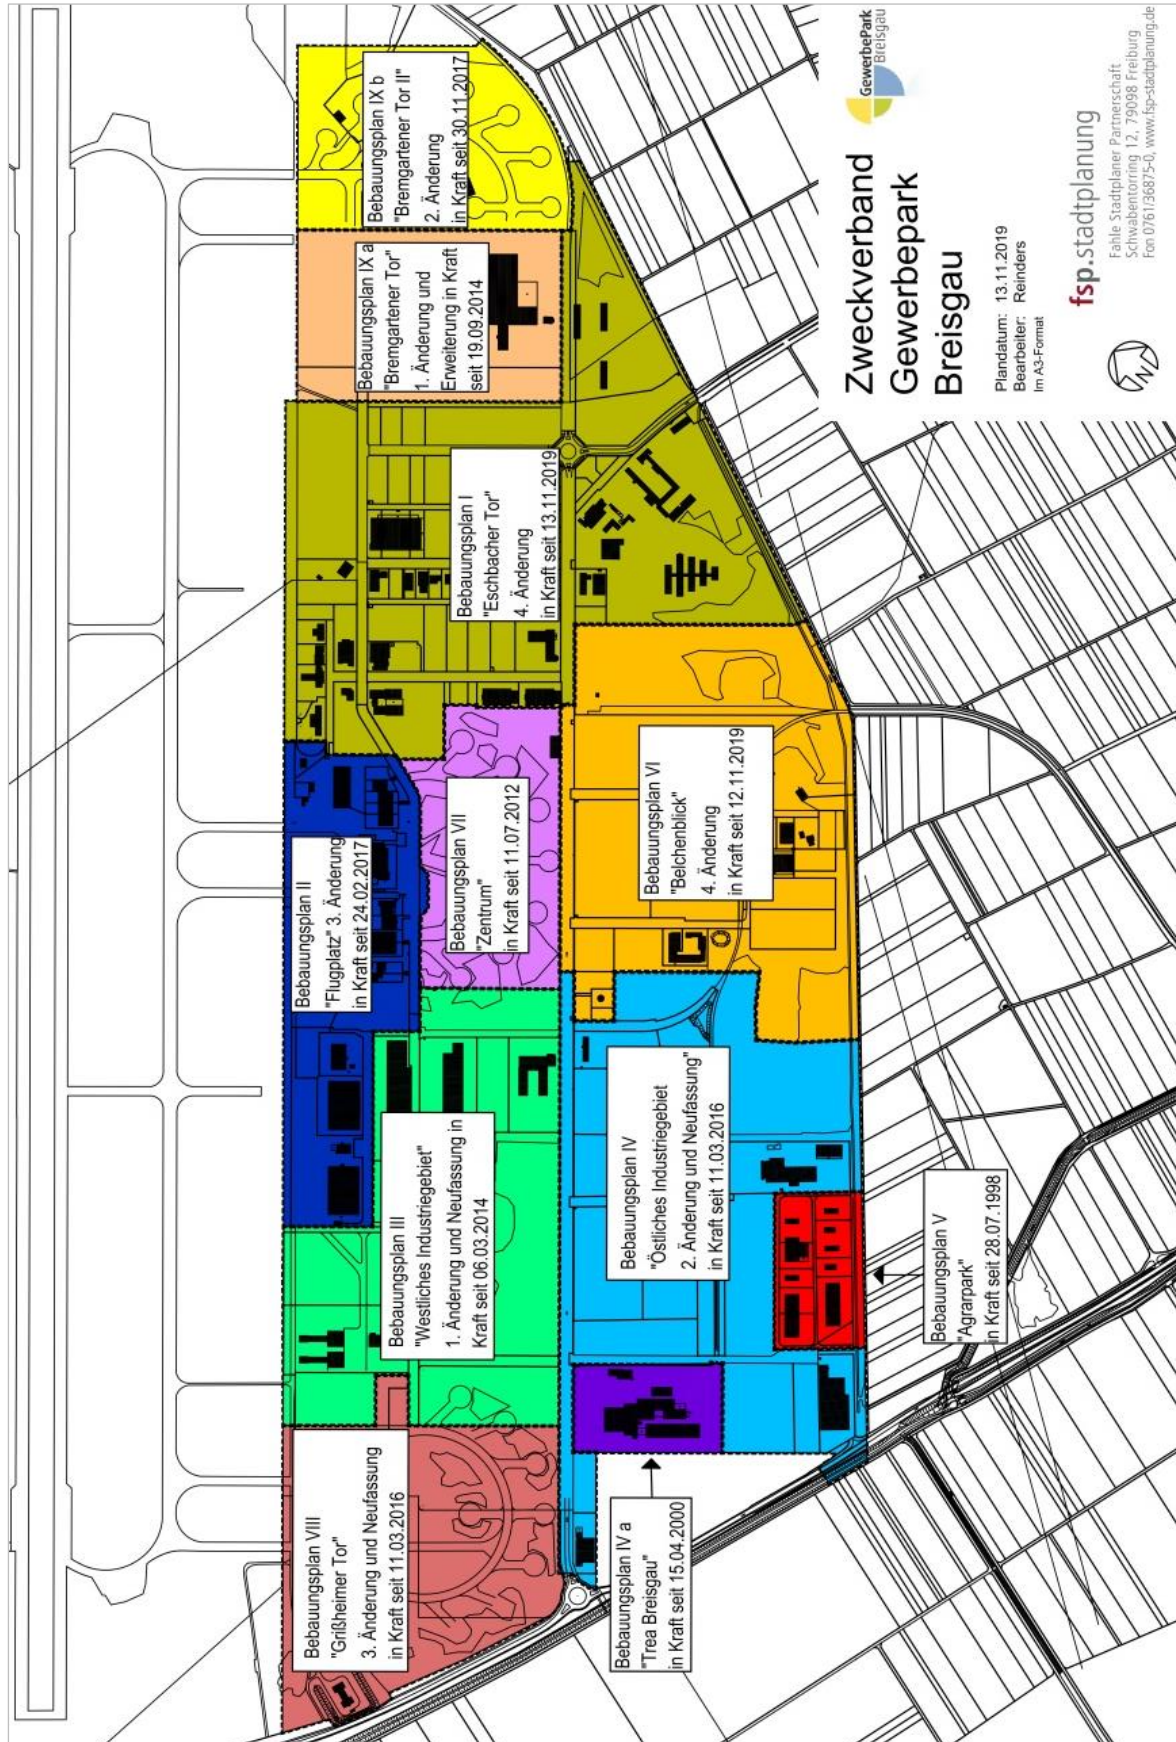 Bebauungsplan VIII
"Grißheimer Tor"
3. Änderung und Neufassung
in Kraft seit 11.03.2016
Bebauungsplan III
"Westliches Industriegebiet"
1. Änderung und Neufassung in
Kraft seit 06.03.2014
Bebauungsplan II
"Flugplatz" 3. Änderung
in Kraft seit 24.02.2017
Bebauungsplan VII
"Zentrum"
in Kraft seit 11.07.2012
Bebauungsplan I
"Eschbacher Tor"
4. Änderung
in Kraft seit 13.11.2019
Bebauungsplan IX a
"Bremgartener Tor"
1. Änderung und
Erweiterung in Kraft
seit 19.09.2014
Bebauungsplan IX b
"Bremgartener Tor II"
2. Änderung
in Kraft seit 30.11.2017
Bebauungsplan IV a
"Trea Breisgau"
in Kraft seit 15.04.2000
Bebauungsplan IV
"Östliches Industriegebiet
2. Änderung und Neufassung"
in Kraft seit 11.03.2016
Bebauungsplan V
"Agrarpark"
in Kraft seit 28.07.1998
Bebauungsplan VI
"Belchenblick"
4. Änderung
in Kraft seit 12.11.2019
Zweckverband
Gewerbepark
Breisgau
GewerbePark
Breisgau
Plandatum: 13.11.2019
Bearbeiter: Reinders
Im A3-Format
N
fsp.stadtplanung
Fahle Stadtplaner Partnerschaft
Schwabentorring 12, 79098 Freiburg
Fon 0761/36875-0, www.fsp-stadtplanung.de